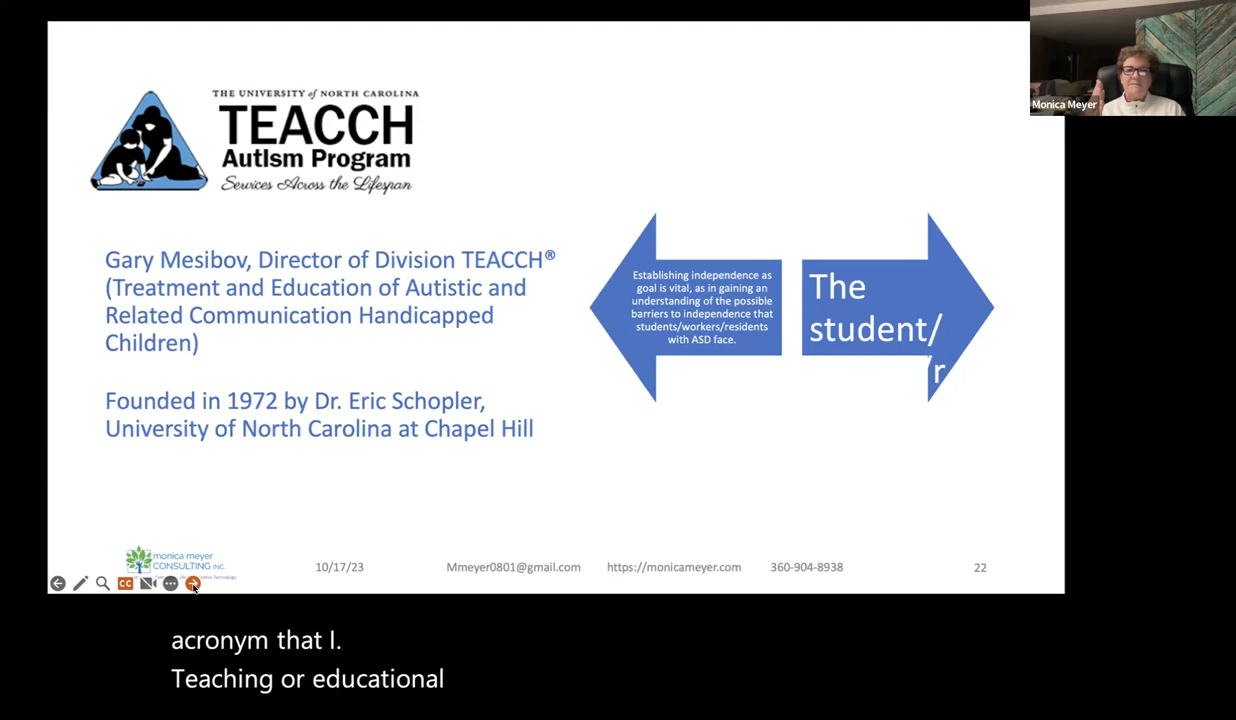 THE UNIVERSITY of NORTH CAROLINA
TEACCH
Autism Program
Services Across the Lifespan
Monica Meyer
Gary Mesibov, Director of Division TEACCH®
(Treatment and Education of Autistic and
Related Communication Handicapped
Children)
Founded in 1972 by Dr. Eric Schopler,
University of North Carolina at Chapel Hill
Establishing independence as
goal is vital, as in gaining an
understanding of the possible
barriers to independence that
students/workers/residents
with ASD face.
The
student/
r
monica meyer
CONSULTING INC.
10/17/23
Mmeyer0801@gmail.com
https://monicameyer.com
360-904-8938
22
CC
acronym that I.
Teaching or educational